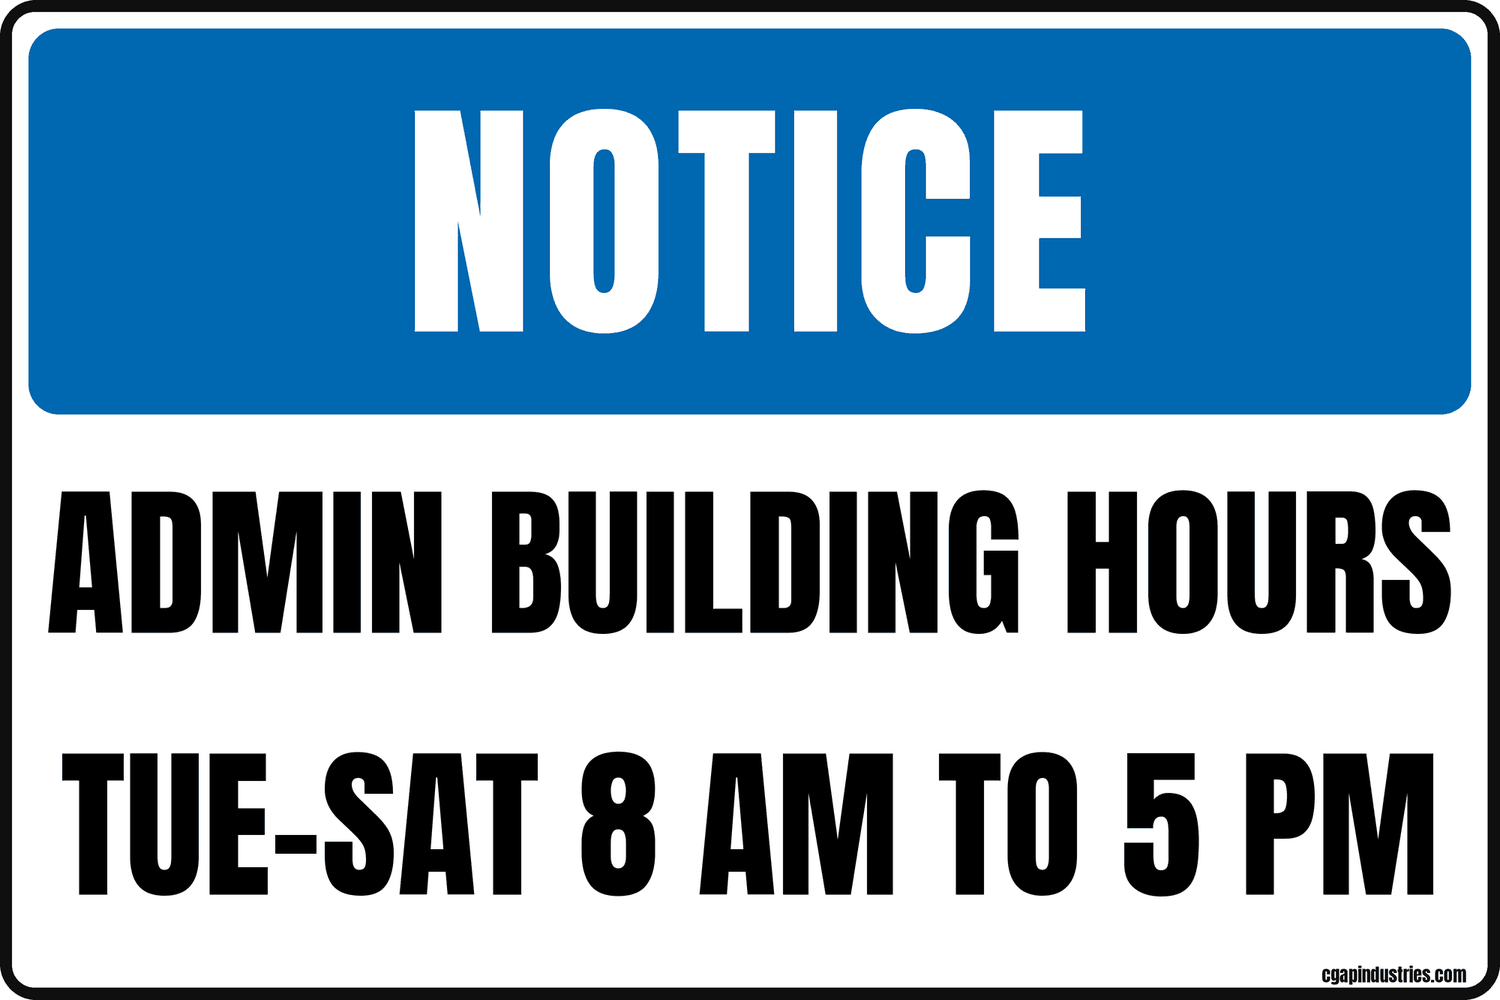 NOTICE
ADMIN BUILDING HOURS
TUE-SAT 8 AM TO 5 PM
cgapindustries.com